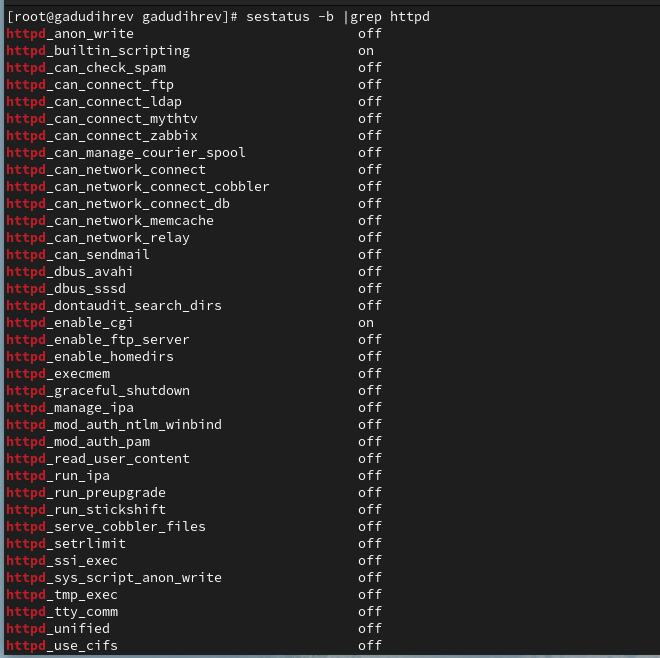 [root@gadudihrev gadudihrev]# sestatus -b |grep httpd
httpd_anon_write off
httpd_builtin_scripting on
httpd_can_check_spam off
httpd_can_connect_ftp off
httpd_can_connect_ldap off
httpd_can_connect_mythtv off
httpd_can_connect_zabbix off
httpd_can_manage_courier_spool off
httpd_can_network_connect off
httpd_can_network_connect_cobbler off
httpd_can_network_connect_db off
httpd_can_network_memcache off
httpd_can_network_relay off
httpd_can_sendmail off
httpd_dbus_avahi off
httpd_dbus_sssd off
httpd_dontaudit_search_dirs off
httpd_enable_cgi on
httpd_enable_ftp_server off
httpd_enable_homedirs off
httpd_execmem off
httpd_graceful_shutdown off
httpd_manage_ipa off
httpd_mod_auth_ntlm_winbind off
httpd_mod_auth_pam off
httpd_read_user_content off
httpd_run_ipa off
httpd_run_preupgrade off
httpd_run_stickshift off
httpd_serve_cobbler_files off
httpd_setrlimit off
httpd_ssi_exec off
httpd_sys_script_anon_write off
httpd_tmp_exec off
httpd_tty_comm off
httpd_unified off
httpd_use_cifs off